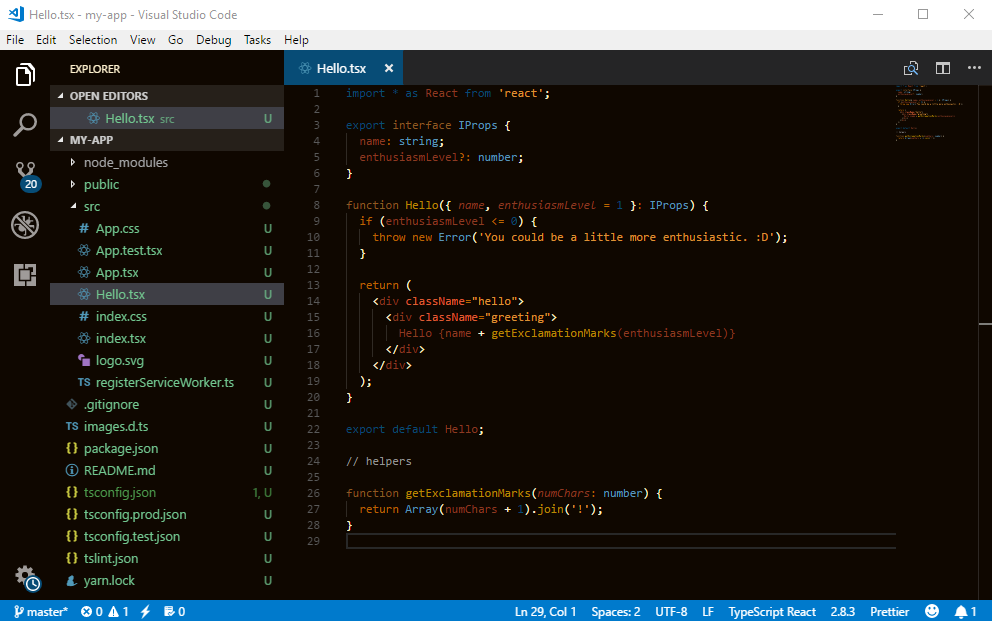 Hello.tsx - my-app - Visual Studio Code
File Edit Selection View Go Debug Tasks Help
EXPLORER
OPEN EDITORS
Hello.tsx src U
MY-APP
node_modules
public
src
# App.css U
App.test.tsx U
App.tsx U
Hello.tsx U
# index.css U
index.tsx U
logo.svg U
TS registerServiceWorker.ts U
.gitignore U
TS images.d.ts U
{} package.json U
README.md U
{} tsconfig.json 1, U
{} tsconfig.prod.json U
{} tsconfig.test.json U
{} tslint.json U
yarn.lock U
20
Hello.tsx ×
1 import * as React from 'react';
2
3 export interface IProps {
4   name: string;
5   enthusiasmLevel?: number;
6 }
7
8 function Hello({ name, enthusiasmLevel = 1 }: IProps) {
9   if (enthusiasmLevel <= 0) {
10     throw new Error('You could be a little more enthusiastic. :D');
11   }
12
13   return (
14     <div className="hello">
15       <div className="greeting">
16         Hello {name + getExclamationMarks(enthusiasmLevel)}
17       </div>
18     </div>
19   );
20 }
21
22 export default Hello;
23
24 // helpers
25
26 function getExclamationMarks(numChars: number) {
27   return Array(numChars + 1).join('!');
28 }
29
master* 0 1 0 Ln 29, Col 1 Spaces: 2 UTF-8 LF TypeScript React 2.8.3 Prettier 1